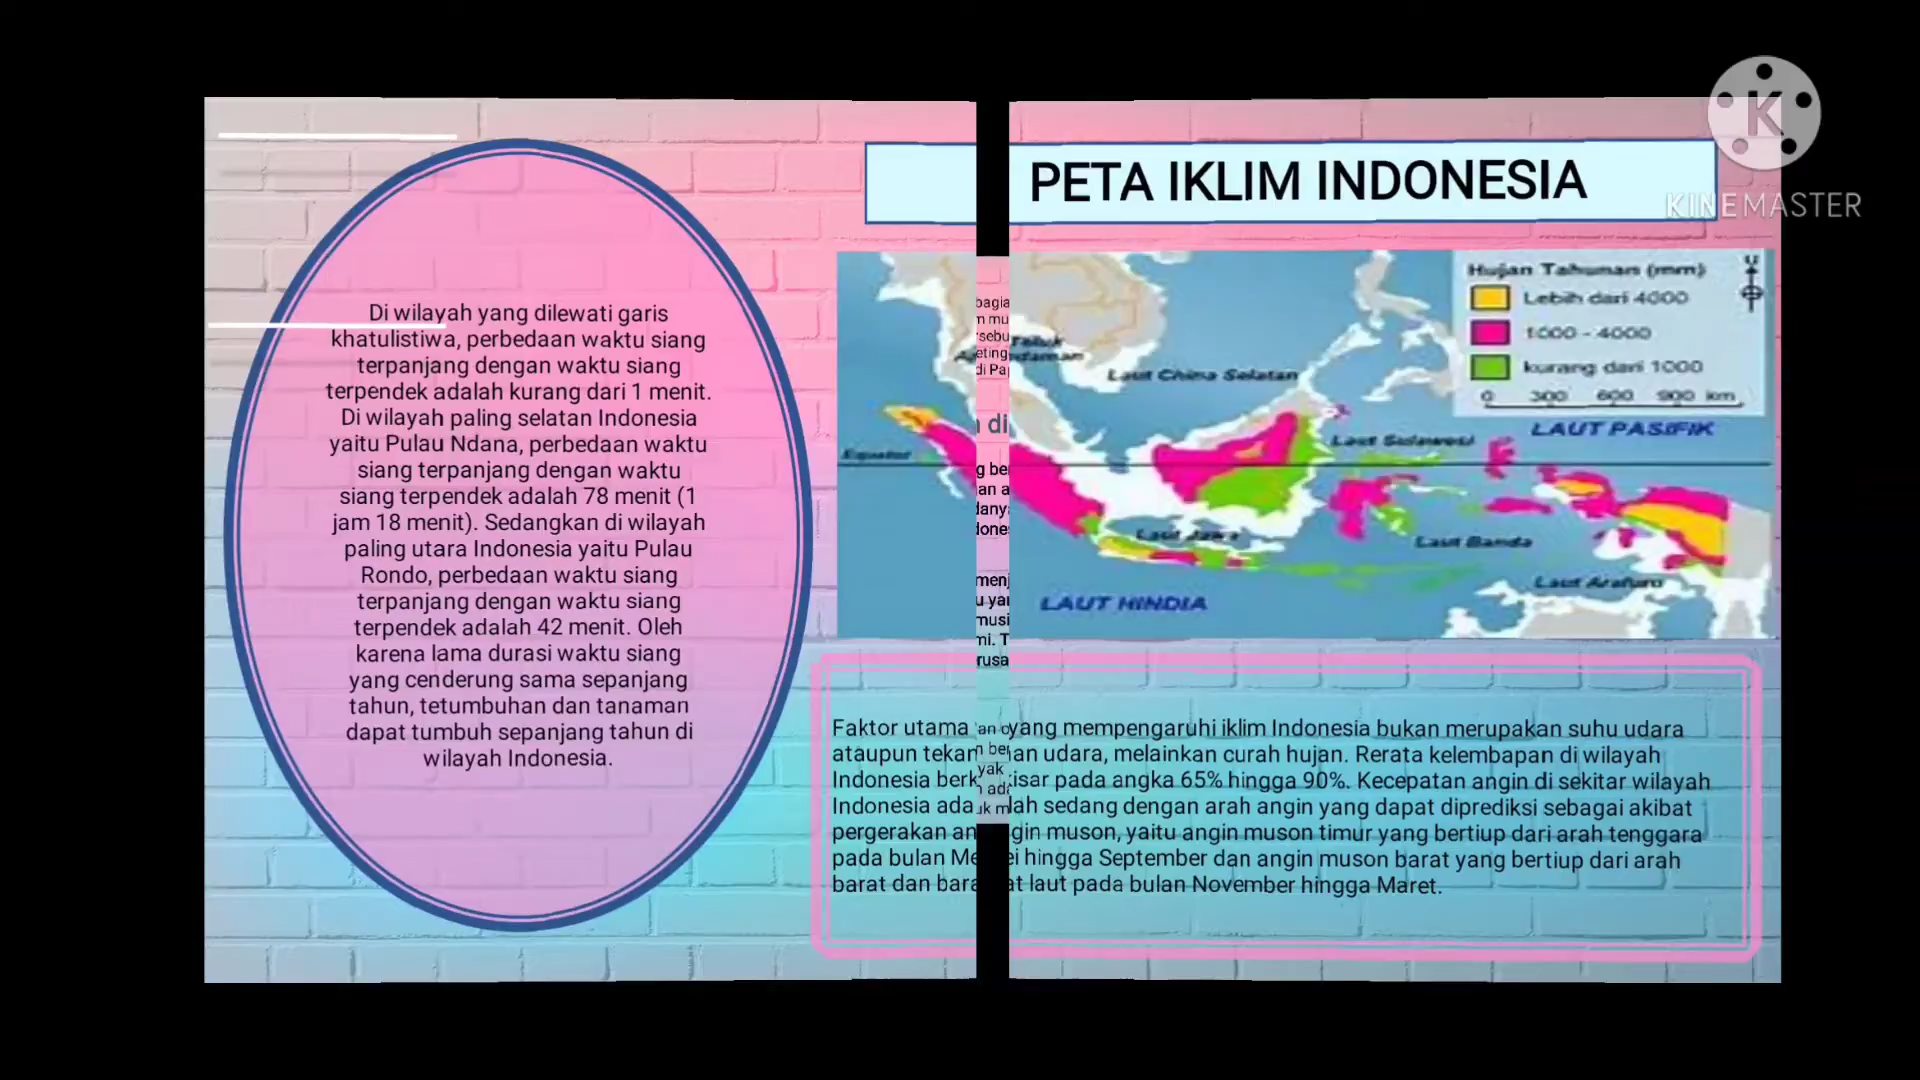 PETA IKLIM INDONESIA
KINEMASTER
Di wilayah yang dilewati garis
khatulistiwa, perbedaan waktu siang
terpanjang dengan waktu siang
terpendek adalah kurang dari 1 menit.
Di wilayah paling selatan Indonesia
yaitu Pulau Ndana, perbedaan waktu
siang terpanjang dengan waktu
siang terpendek adalah 78 menit (1
jam 18 menit). Sedangkan di wilayah
paling utara Indonesia yaitu Pulau
Rondo, perbedaan waktu siang
terpanjang dengan waktu siang
terpendek adalah 42 menit. Oleh
karena lama durasi waktu siang
yang cenderung sama sepanjang
tahun, tetumbuhan dan tanaman
dapat tumbuh sepanjang tahun di
wilayah Indonesia.
Hujan Tahunan (mm)
U
Lebih dari 4000
1000 - 4000
kurang dari 1000
0 300 600 900 km
Teluk
Laut China Selatan
LAUT PASIFIK
Laut Sulawesi
Equator
Laut Jawa
Laut Banda
Laut Arafuru
LAUT HINDIA
Faktor utama yang mempengaruhi iklim Indonesia bukan merupakan suhu udara
ataupun tekanan udara, melainkan curah hujan. Rerata kelembapan di wilayah
Indonesia berkisar pada angka 65% hingga 90%. Kecepatan angin di sekitar wilayah
Indonesia adalah sedang dengan arah angin yang dapat diprediksi sebagai akibat
pergerakan angin muson, yaitu angin muson timur yang bertiup dari arah tenggara
pada bulan Mei hingga September dan angin muson barat yang bertiup dari arah
barat dan barat laut pada bulan November hingga Maret.